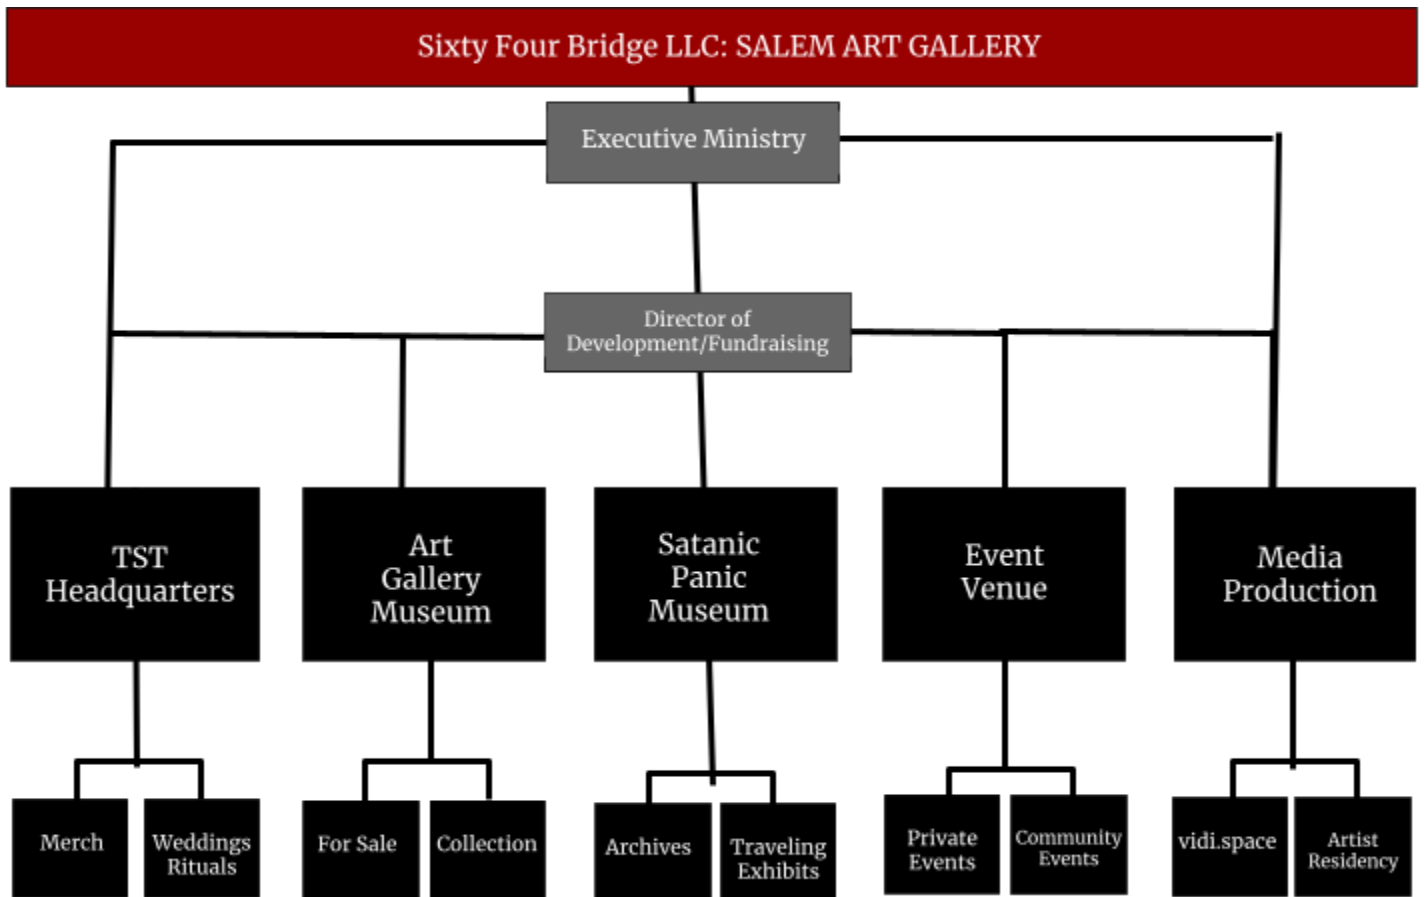 Sixty Four Bridge LLC: SALEM ART GALLERY
Executive Ministry
Director of
Development/Fundraising
TST
Headquarters
Art
Gallery
Museum
Satanic
Panic
Museum
Event
Venue
Media
Production
Merch
Weddings
Rituals
For Sale
Collection
Archives
Traveling
Exhibits
Private
Events
Community
Events
vidi.space
Artist
Residency